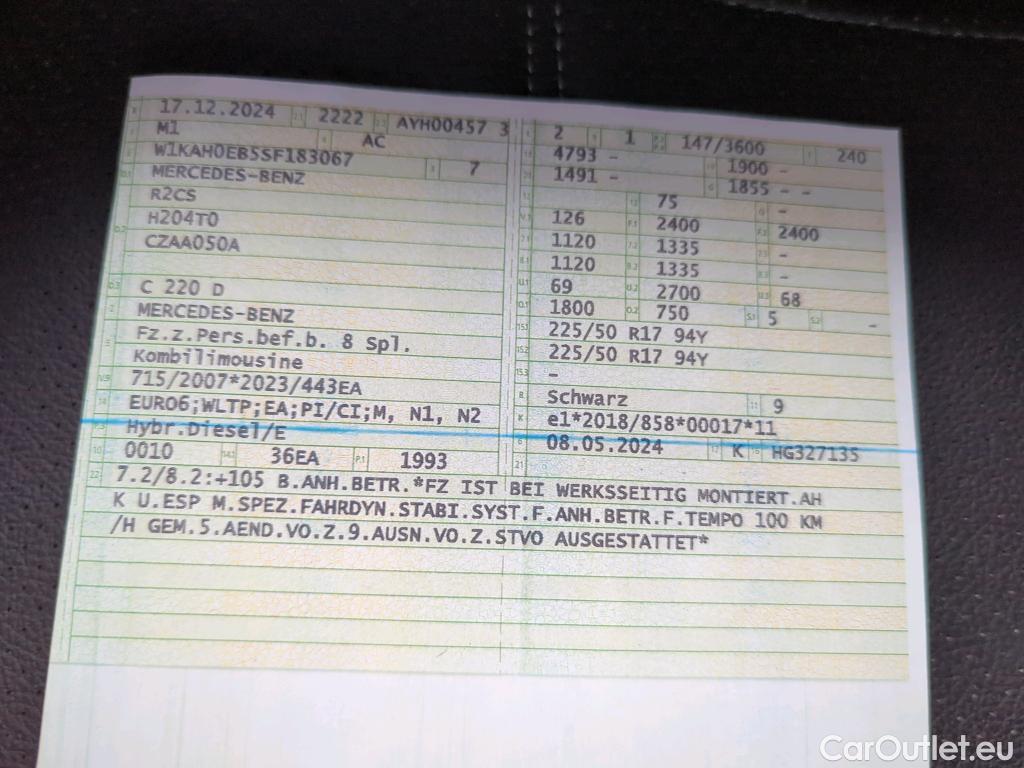 17.12.2024 2222 AYH00457 3
M1 AC
W1KAH0EB5SF183067 7
MERCEDES-BENZ
R2CS
H204T0
CZAA050A
C 220 D
MERCEDES-BENZ
Fz.z.Pers.bef.b. 8 Spl.
Kombilimousine
715/2007*2023/443EA
EURO6;WLTP;EA;PI/CI;M, N1, N2
Hybr.Diesel/E
0010 36EA 1993
2 1 147/3600 240
4793 - 1900 -
1491 - 1855 - -
75 -
126 2400 2400
1120 1335 -
1120 1335 -
69 2700 68
1800 750 5 -
225/50 R17 94Y
225/50 R17 94Y
-
Schwarz 9
e1*2018/858*00017*11
08.05.2024 K HG327135
7.2/8.2:+105 B.ANH.BETR.*FZ IST BEI WERKSSEITIG MONTIERT.AH
K U.ESP M.SPEZ.FAHRDYN.STABI.SYST.F.ANH.BETR.F.TEMPO 100 KM
/H GEM.5.AEND.VO.Z.9.AUSN.VO.Z.STVO AUSGESTATTET*
CarOutlet.eu